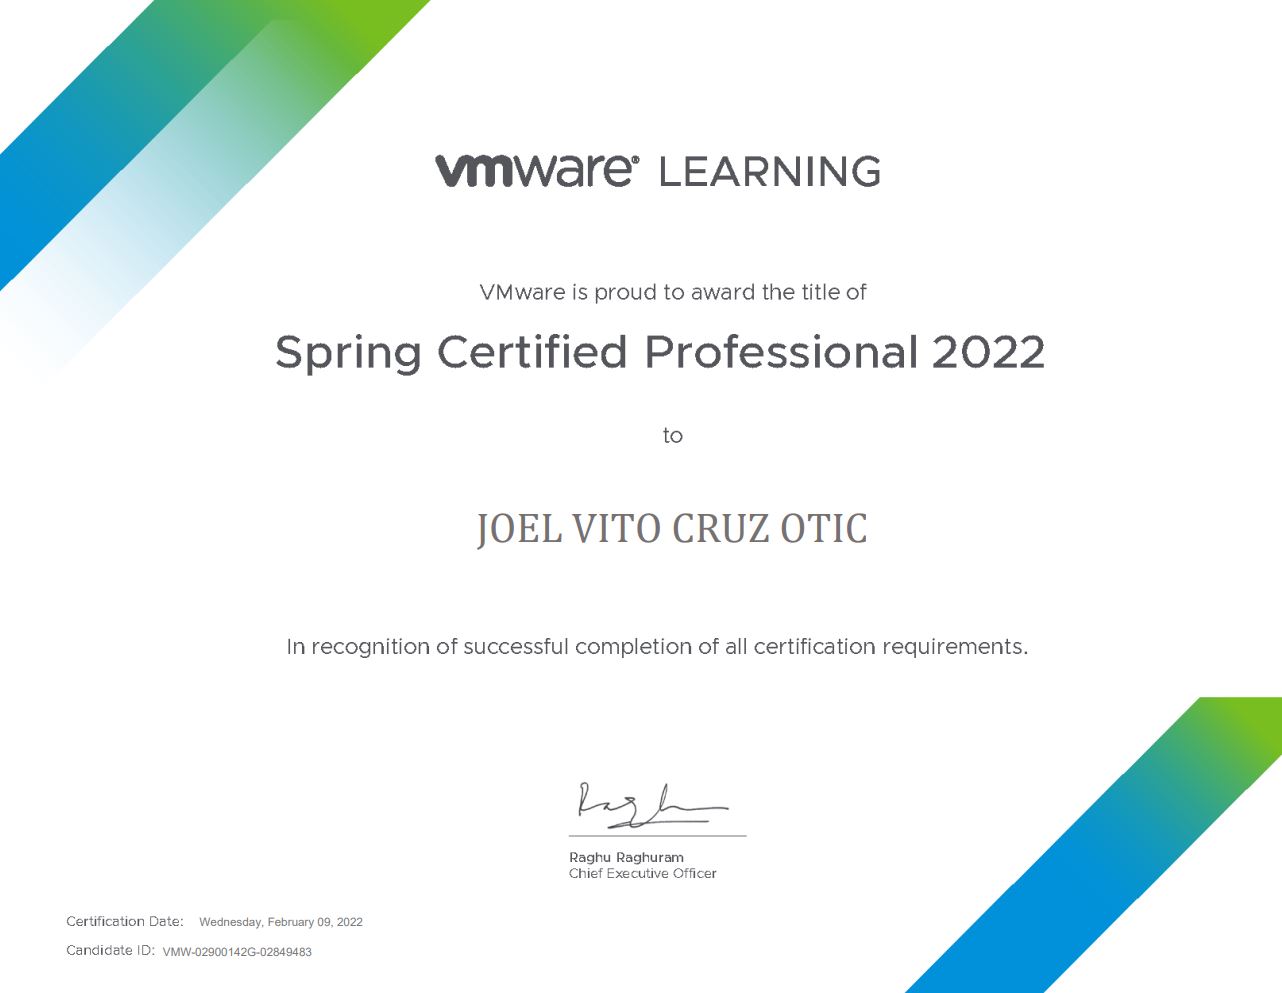 vmware® LEARNING
VMware is proud to award the title of
Spring Certified Professional 2022
to
JOEL VITO CRUZ OTIC
In recognition of successful completion of all certification requirements.
Ragh
Raghu Raghuram
Chief Executive Officer
Certification Date: Wednesday, February 09, 2022
Candidate ID: VMW-02900142G-02849483